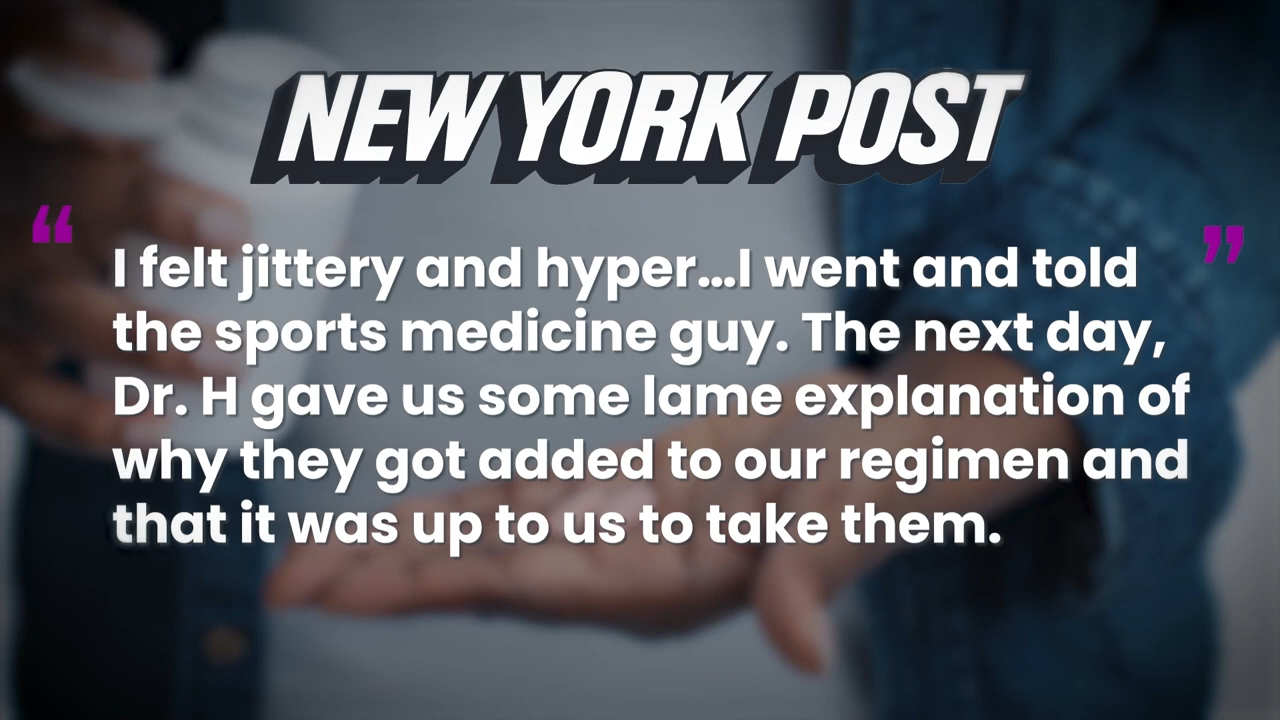 NEW YORK POST
“ I felt jittery and hyper...I went and told ”
the sports medicine guy. The next day,
Dr. H gave us some lame explanation of
why they got added to our regimen and
that it was up to us to take them.